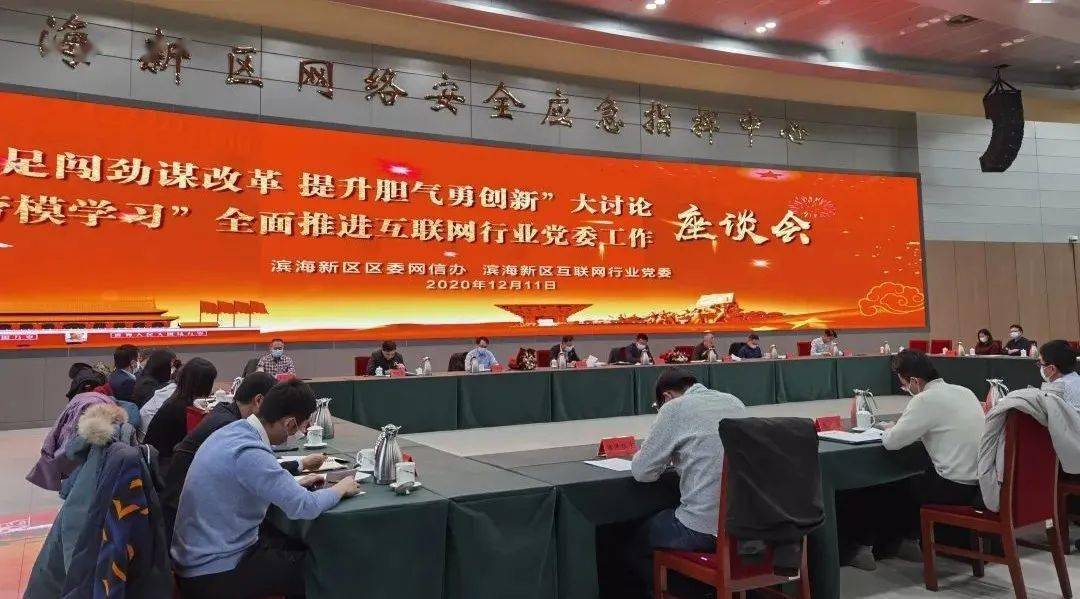 海新区网络安全应急指挥中心
足闯劲谋改革 提升胆气勇创新”大讨论
模学习” 全面推进互联网行业党委工作 座谈会
滨海新区区委网信办 滨海新区互联网行业党委
2020年12月11日